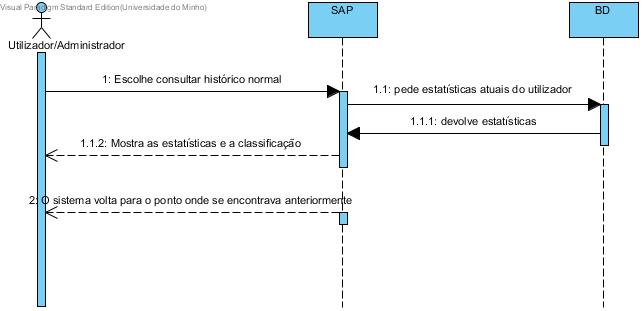 Visual Paradigm Standard Edition(Universidade do Minho)
SAP
BD
Utilizador/Administrador
1: Escolhe consultar histórico normal
1.1: pede estatísticas atuais do utilizador
1.1.1: devolve estatísticas
1.1.2: Mostra as estatísticas e a classificação
2: O sistema volta para o ponto onde se encontrava anteriormente